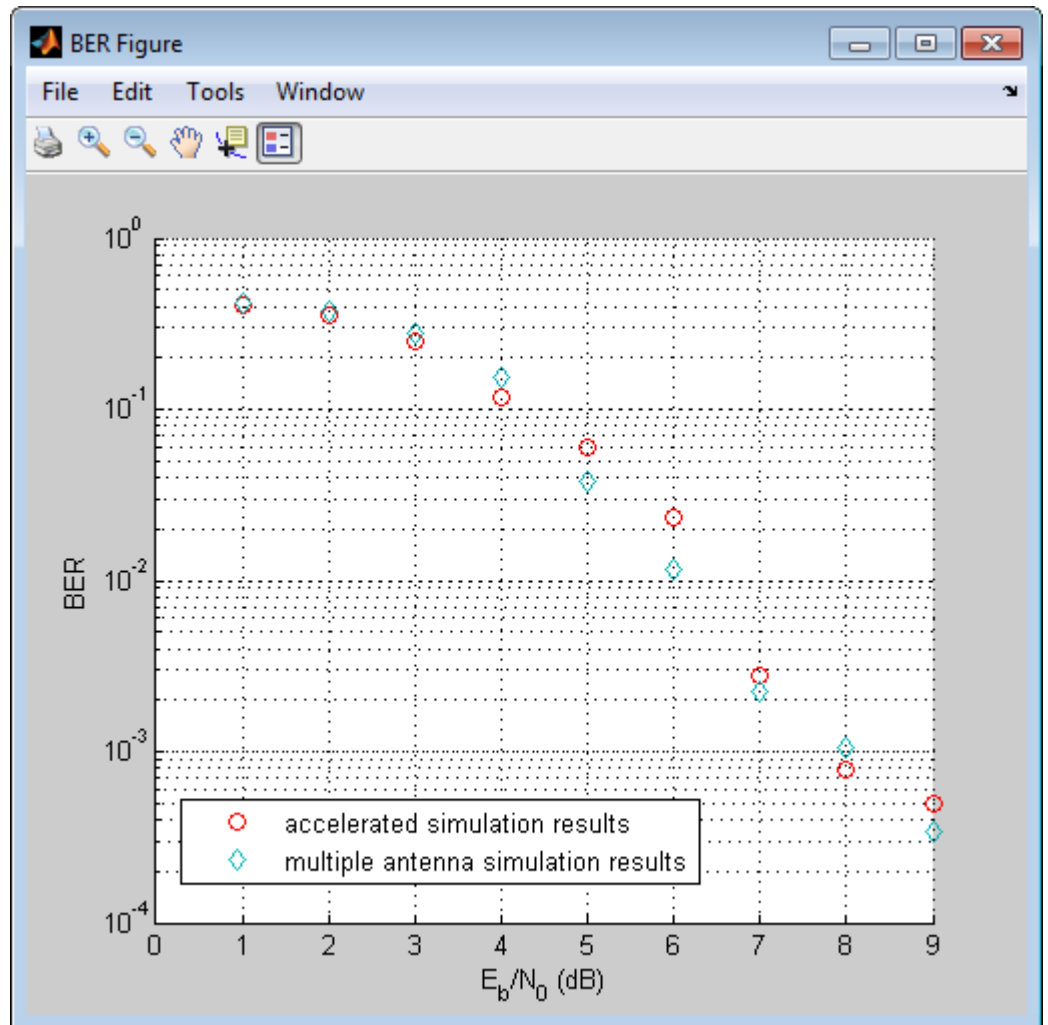 BER Figure
File Edit Tools Window
10^0
10^-1
10^-2
10^-3
10^-4
BER
accelerated simulation results
multiple antenna simulation results
0 1 2 3 4 5 6 7 8 9
E_b/N_0 (dB)